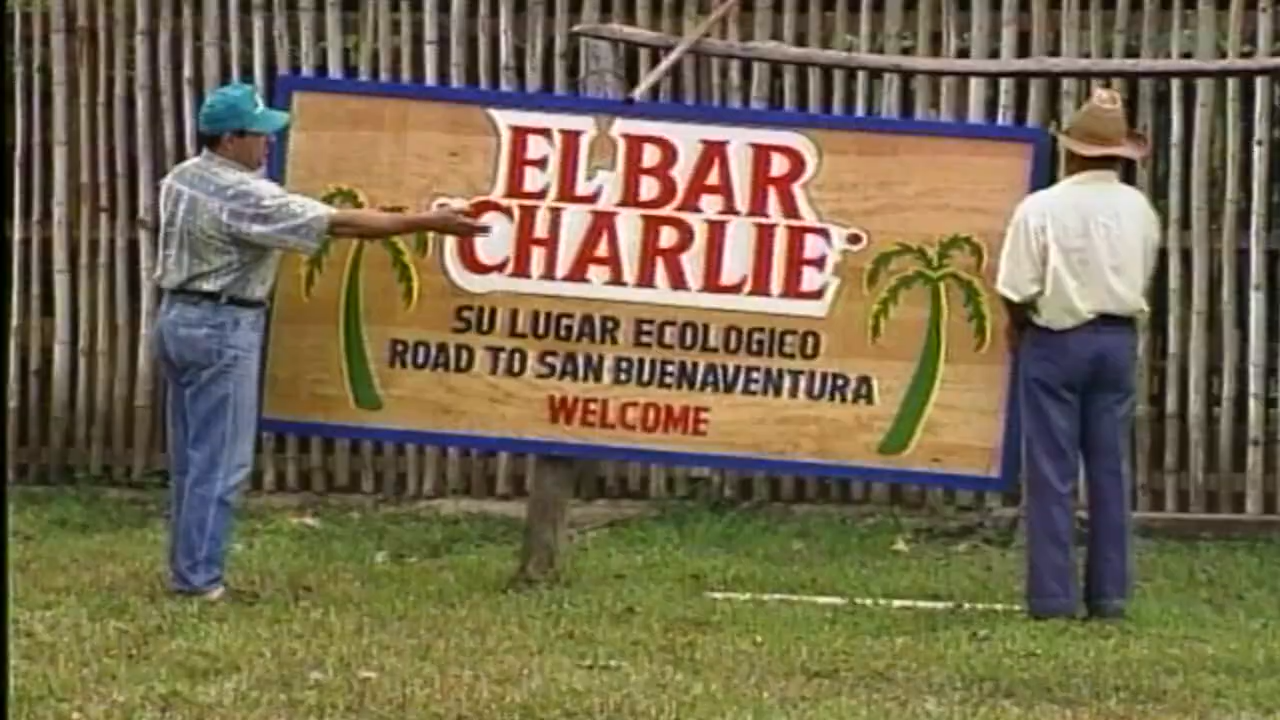 EL BAR
CHARLIE
SU LUGAR ECOLOGICO
ROAD TO SAN BUENAVENTURA
WELCOME